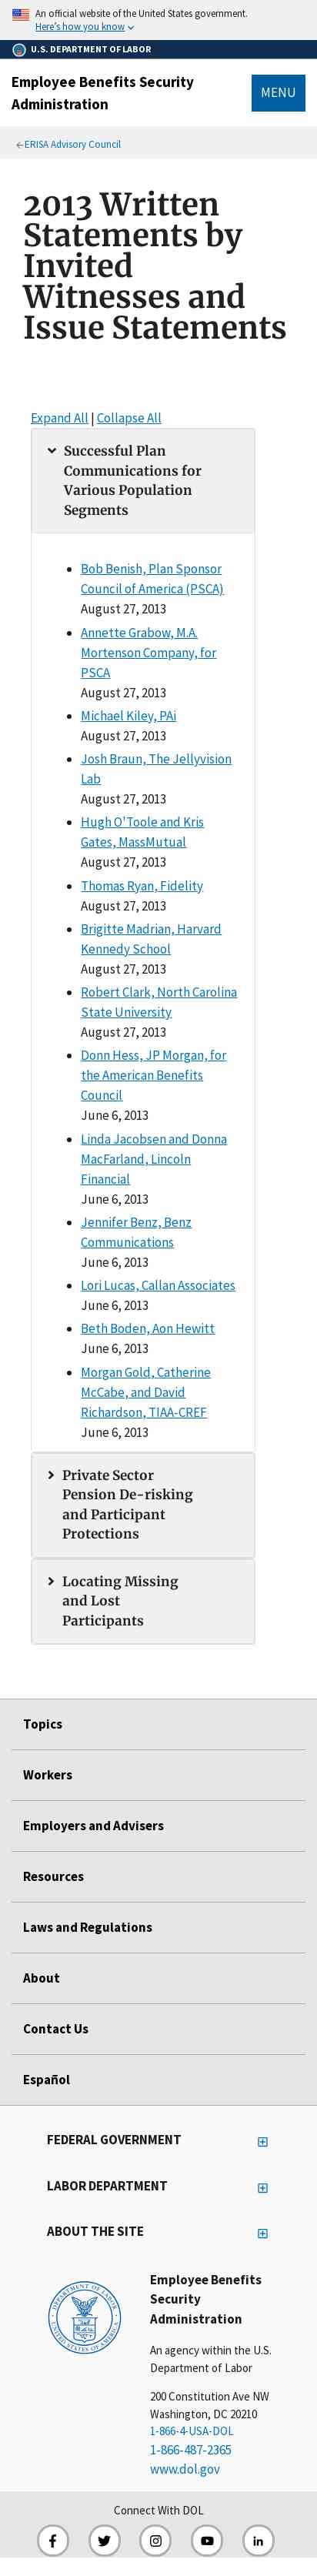 An official website of the United States government.
Here's how you know
U.S. DEPARTMENT OF LABOR
Employee Benefits Security
Administration
MENU
ERISA Advisory Council
2013 Written
Statements by
Invited
Witnesses and
Issue Statements
Expand All | Collapse All
Successful Plan
Communications for
Various Population
Segments
Bob Benish, Plan Sponsor
Council of America (PSCA)
August 27, 2013
Annette Grabow, M.A.
Mortenson Company, for
PSCA
August 27, 2013
Michael Kiley, PAi
August 27, 2013
Josh Braun, The Jellyvision
Lab
August 27, 2013
Hugh O'Toole and Kris
Gates, MassMutual
August 27, 2013
Thomas Ryan, Fidelity
August 27, 2013
Brigitte Madrian, Harvard
Kennedy School
August 27, 2013
Robert Clark, North Carolina
State University
August 27, 2013
Donn Hess, JP Morgan, for
the American Benefits
Council
June 6, 2013
Linda Jacobsen and Donna
MacFarland, Lincoln
Financial
June 6, 2013
Jennifer Benz, Benz
Communications
June 6, 2013
Lori Lucas, Callan Associates
June 6, 2013
Beth Boden, Aon Hewitt
June 6, 2013
Morgan Gold, Catherine
McCabe, and David
Richardson, TIAA-CREF
June 6, 2013
Private Sector
Pension De-risking
and Participant
Protections
Locating Missing
and Lost
Participants
Topics
Workers
Employers and Advisers
Resources
Laws and Regulations
About
Contact Us
Español
FEDERAL GOVERNMENT
LABOR DEPARTMENT
ABOUT THE SITE
Employee Benefits
Security
Administration
An agency within the U.S.
Department of Labor
200 Constitution Ave NW
Washington, DC 20210
1-866-4-USA-DOL
1-866-487-2365
www.dol.gov
Connect With DOL